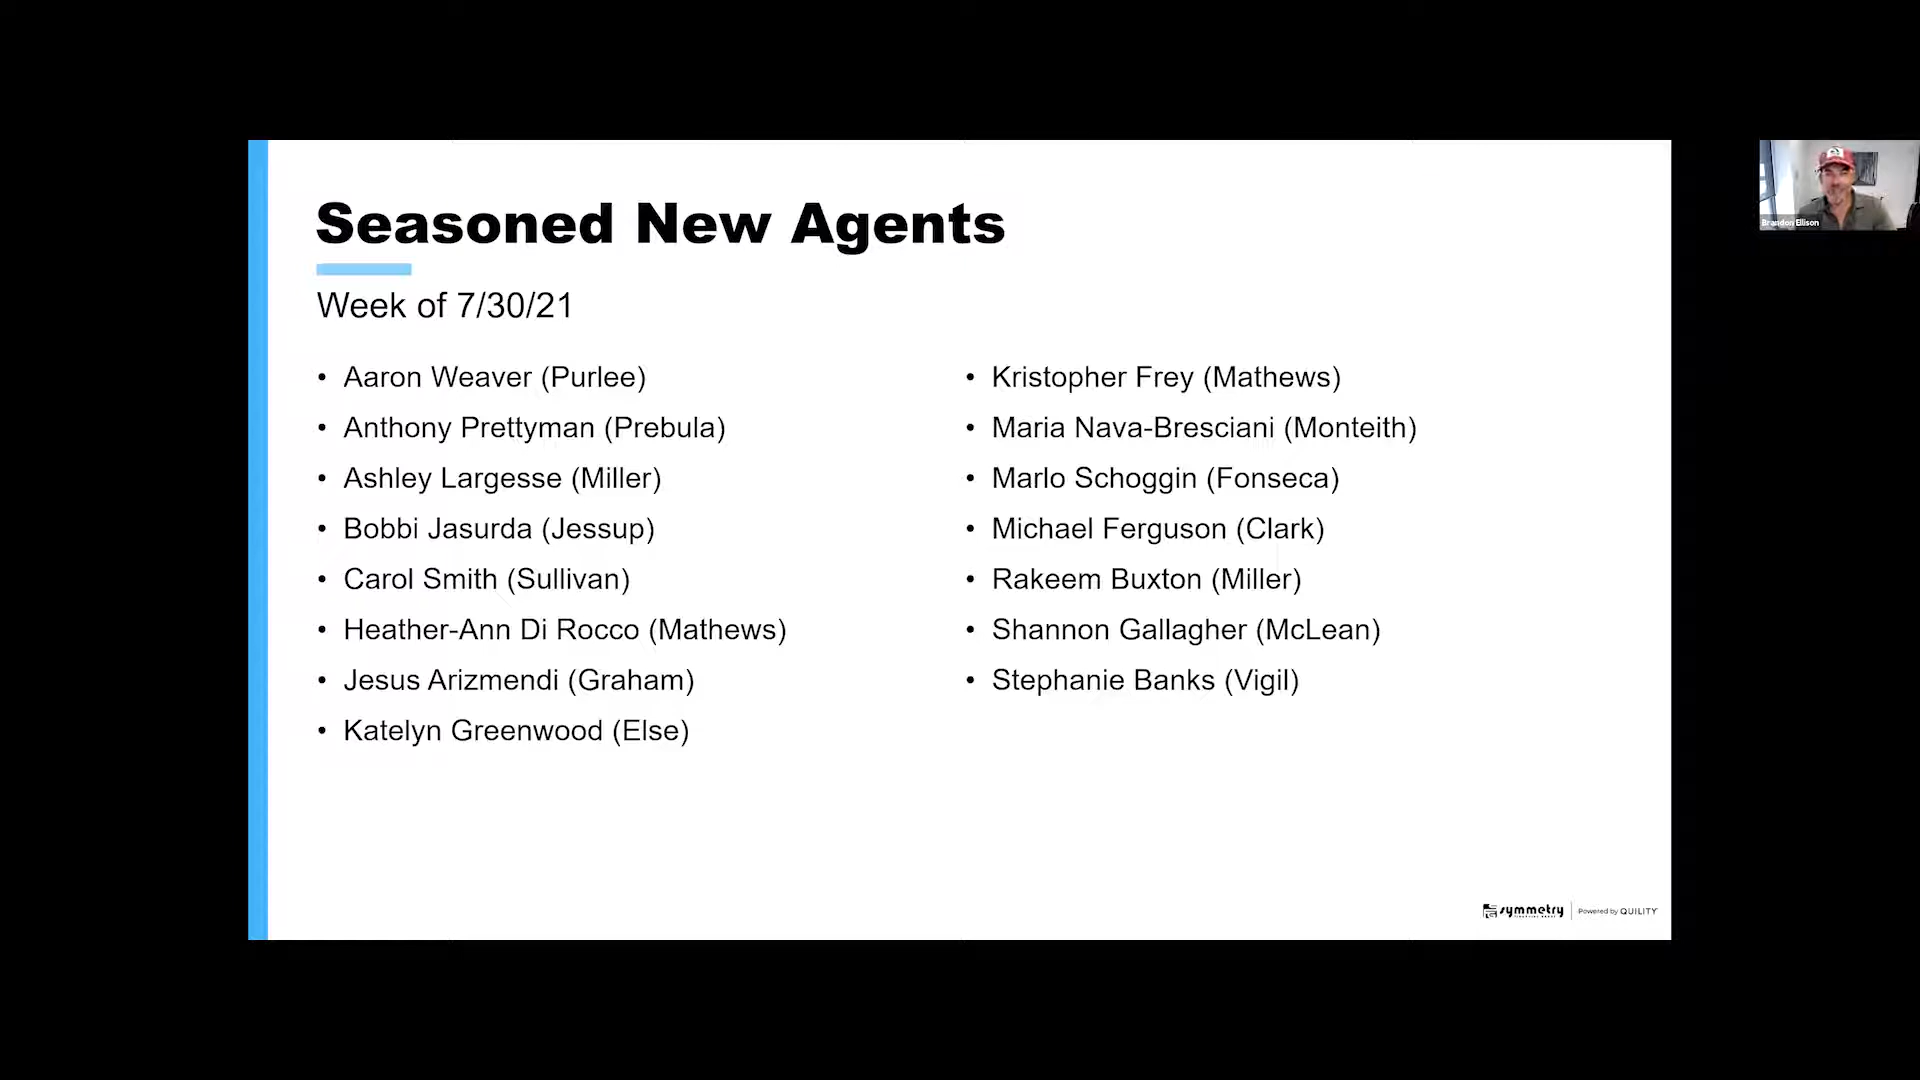 Seasoned New Agents
Week of 7/30/21
• Aaron Weaver (Purlee)
• Anthony Prettyman (Prebula)
• Ashley Largesse (Miller)
• Bobbi Jasurda (Jessup)
• Carol Smith (Sullivan)
• Heather-Ann Di Rocco (Mathews)
• Jesus Arizmendi (Graham)
• Katelyn Greenwood (Else)
• Kristopher Frey (Mathews)
• Maria Nava-Bresciani (Monteith)
• Marlo Schoggin (Fonseca)
• Michael Ferguson (Clark)
• Rakeem Buxton (Miller)
• Shannon Gallagher (McLean)
• Stephanie Banks (Vigil)
Brandon Ellison
symmetry
Powered by QUILITY